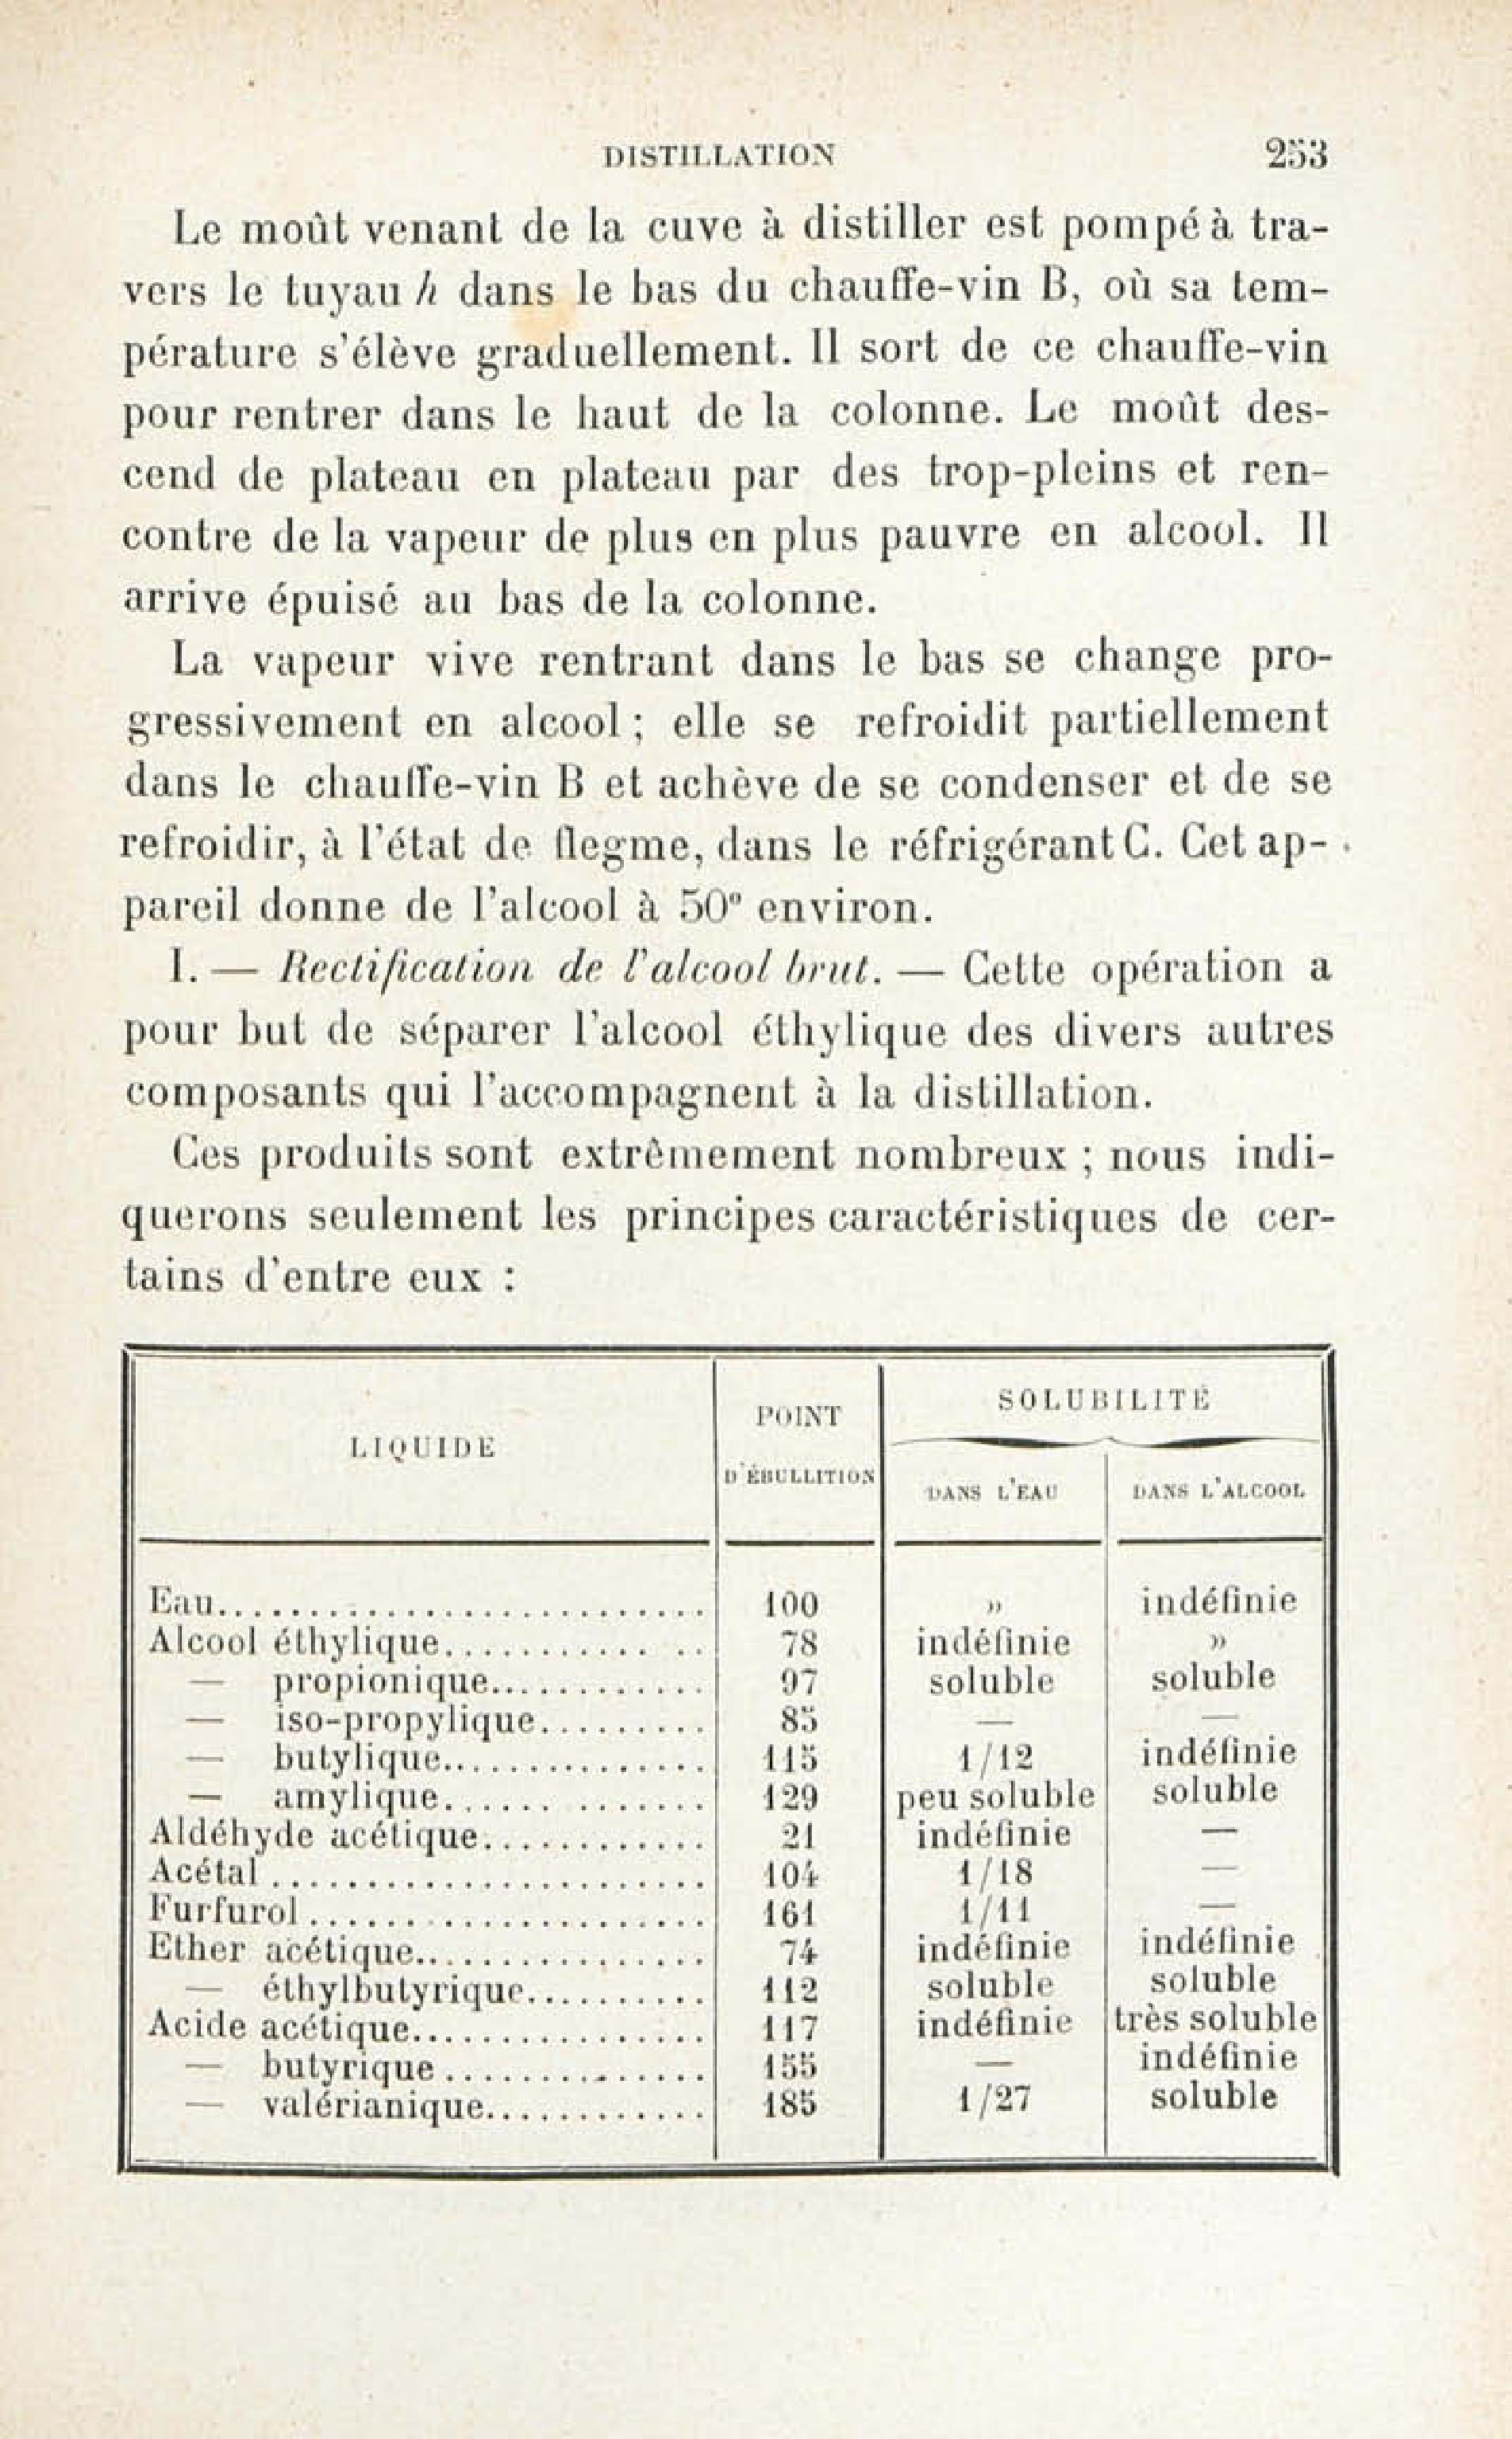 DISTILLATION 253
Le moût venant de la cuve à distiller est pompé à tra-
vers le tuyau h dans le bas du chauffe-vin B, où sa tem-
pérature s'élève graduellement. Il sort de ce chauffe-vin
pour rentrer dans le haut de la colonne. Le moût des-
cend de plateau en plateau par des trop-pleins et ren-
contre de la vapeur de plus en plus pauvre en alcool. Il
arrive épuisé au bas de la colonne.
La vapeur vive rentrant dans le bas se change pro-
gressivement en alcool ; elle se refroidit partiellement
dans le chauffe-vin B et achève de se condenser et de se
refroidir, à l'état de flegme, dans le réfrigérant C. Cet ap-
pareil donne de l'alcool à 50° environ.
I. — Rectification de l'alcool brut. — Cette opération a
pour but de séparer l'alcool éthylique des divers autres
composants qui l'accompagnent à la distillation.
Ces produits sont extrêmement nombreux ; nous indi-
querons seulement les principes caractéristiques de cer-
tains d'entre eux :
LIQUIDE POINT D'ÉBULLITION SOLUBILITÉ
DANS L'EAU DANS L'ALCOOL
Eau........................... 100 » indéfinie
Alcool éthylique............ .. 78 indéfinie »
— propionique............. 97 soluble soluble
— iso-propylique......... 85 — —
— butylique............... 115 1/12 indéfinie
— amylique...... ....... 129 peu soluble soluble
Aldéhyde acétique............. 21 indéfinie —
Acétal ........................ 104 1/18 —
Furfurol ...................... 161 1/11 —
Ether acétique................ 74 indéfinie indéfinie
— éthylbutyrique.......... 112 soluble soluble
Acide acétique................ 117 indéfinie très soluble
— butyrique .............. 155 — indéfinie
— valérianique............ 185 1/27 soluble